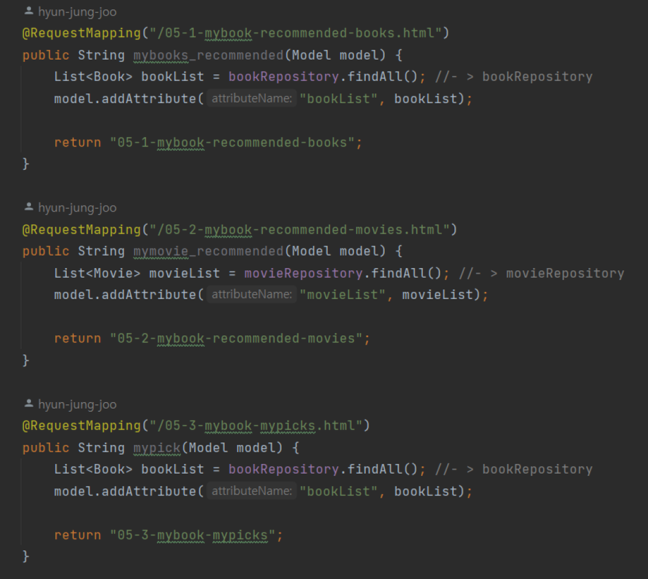 hyun-jung-joo
@RequestMapping("/05-1-mybook-recommended-books.html")
public String mybooks_recommended(Model model) {
List<Book> bookList = bookRepository.findAll(); //- > bookRepository
model.addAttribute( attributeName: "bookList", bookList);
return "05-1-mybook-recommended-books";
}
hyun-jung-joo
@RequestMapping("/05-2-mybook-recommended-movies.html")
public String mymovie_recommended(Model model) {
List<Movie> movieList = movieRepository.findAll(); //- > movieRepository
model.addAttribute( attributeName: "movieList", movieList);
return "05-2-mybook-recommended-movies";
}
hyun-jung-joo
@RequestMapping("/05-3-mybook-mypicks.html")
public String mypick(Model model) {
List<Book> bookList = bookRepository.findAll(); //- > bookRepository
model.addAttribute( attributeName: "bookList", bookList);
return "05-3-mybook-mypicks";
}